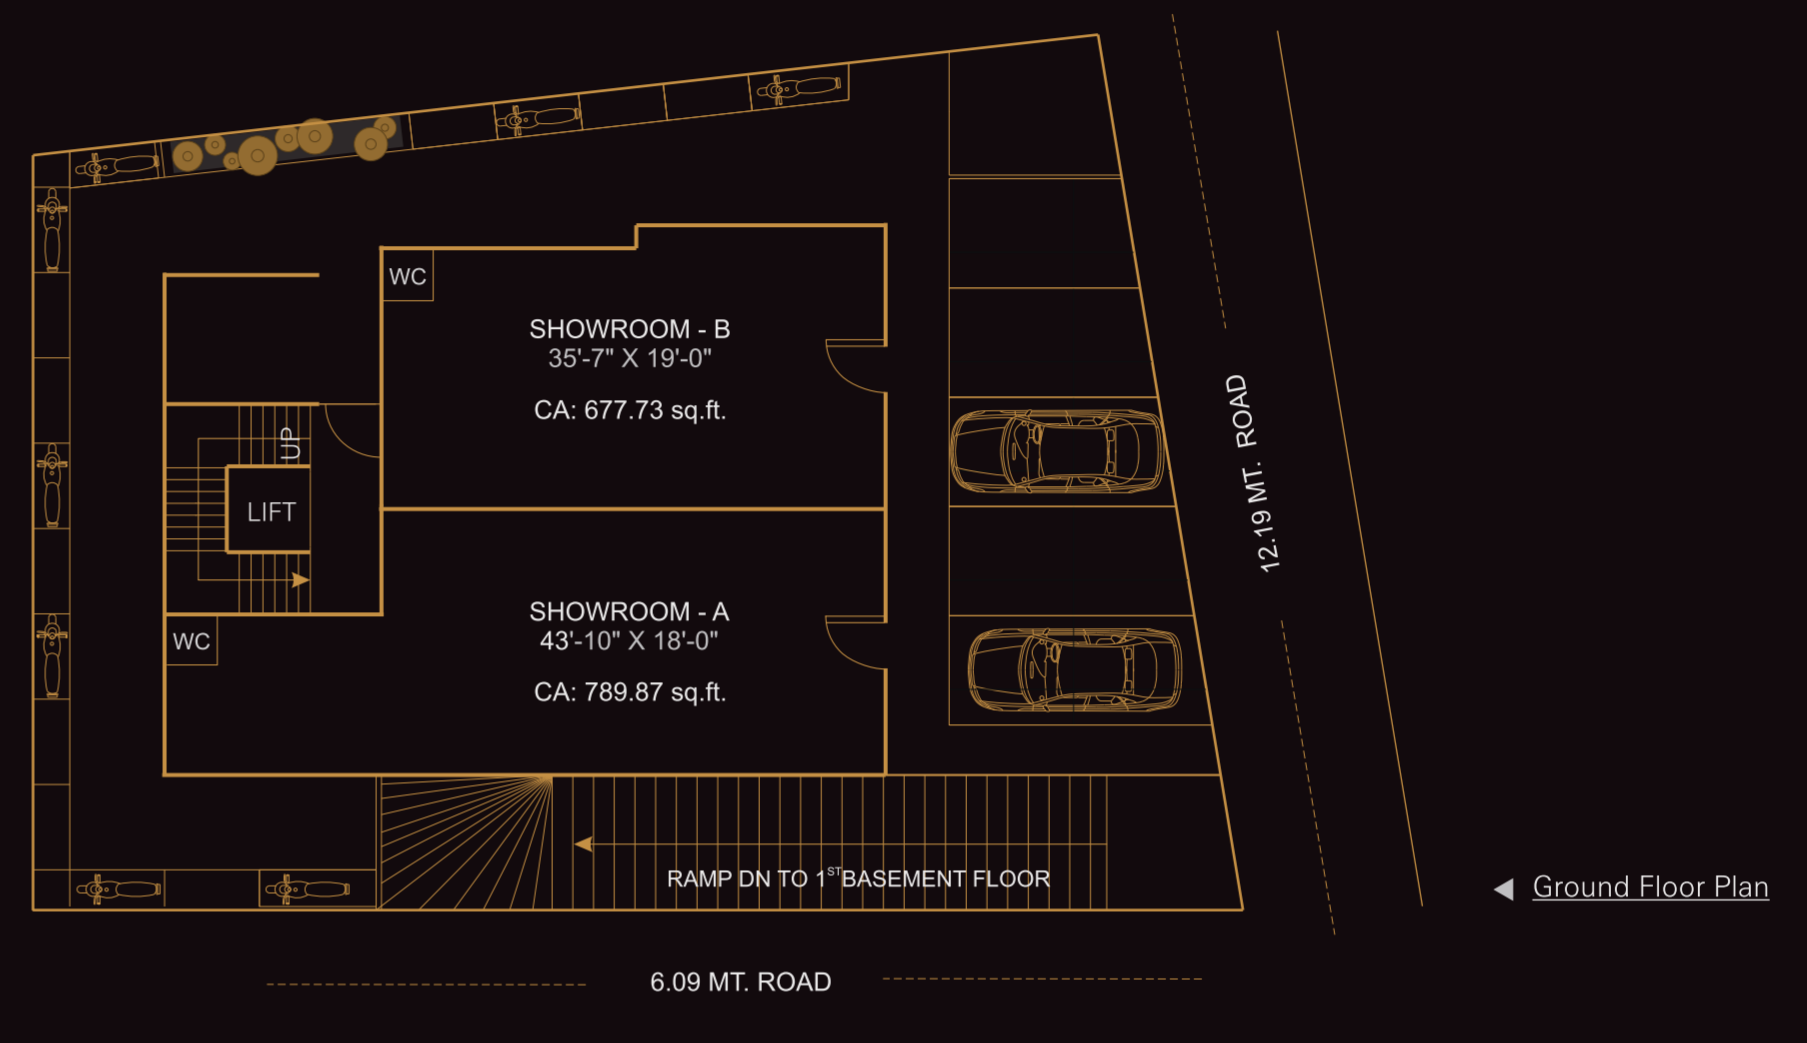 WC
SHOWROOM - B
35'-7" X 19'-0"
CA: 677.73 sq.ft.
UP
LIFT
12.19 MT. ROAD
SHOWROOM - A
43'-10" X 18'-0"
WC
CA: 789.87 sq.ft.
RAMP DN TO 1ST BASEMENT FLOOR
Ground Floor Plan
6.09 MT. ROAD